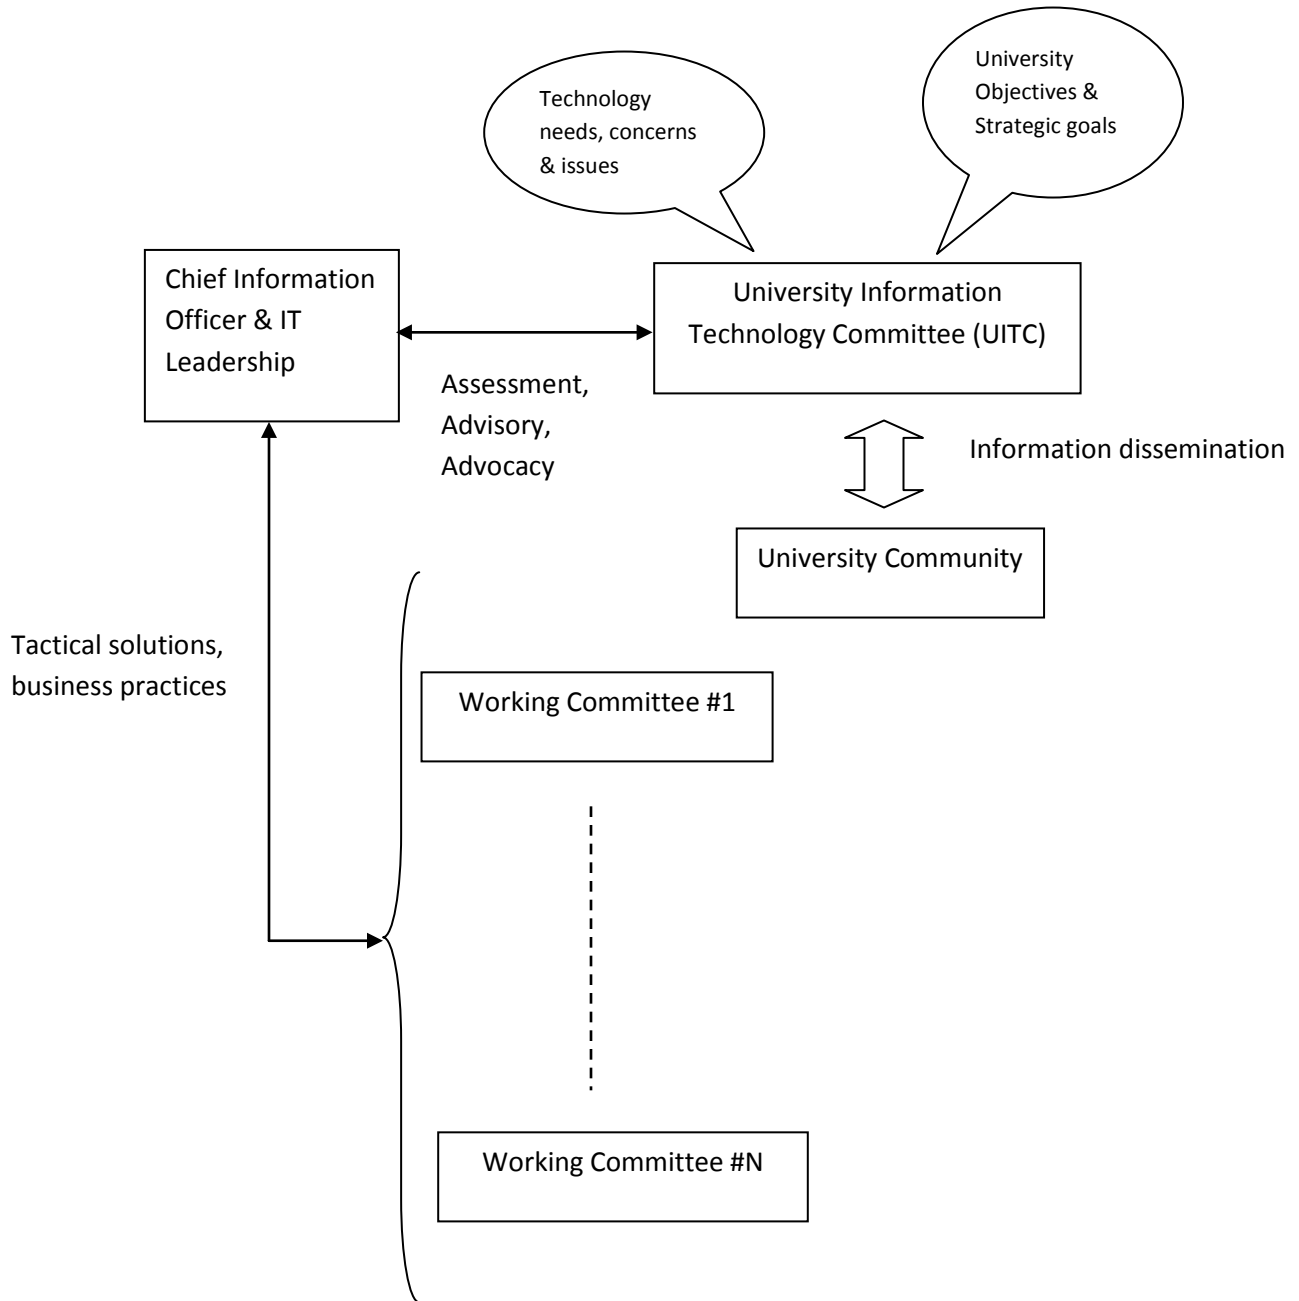 Technology
needs, concerns
& issues
University
Objectives &
Strategic goals
Chief Information
Officer & IT
Leadership
University Information
Technology Committee (UITC)
Assessment,
Advisory,
Advocacy
Information dissemination
University Community
Tactical solutions,
business practices
Working Committee #1
Working Committee #N